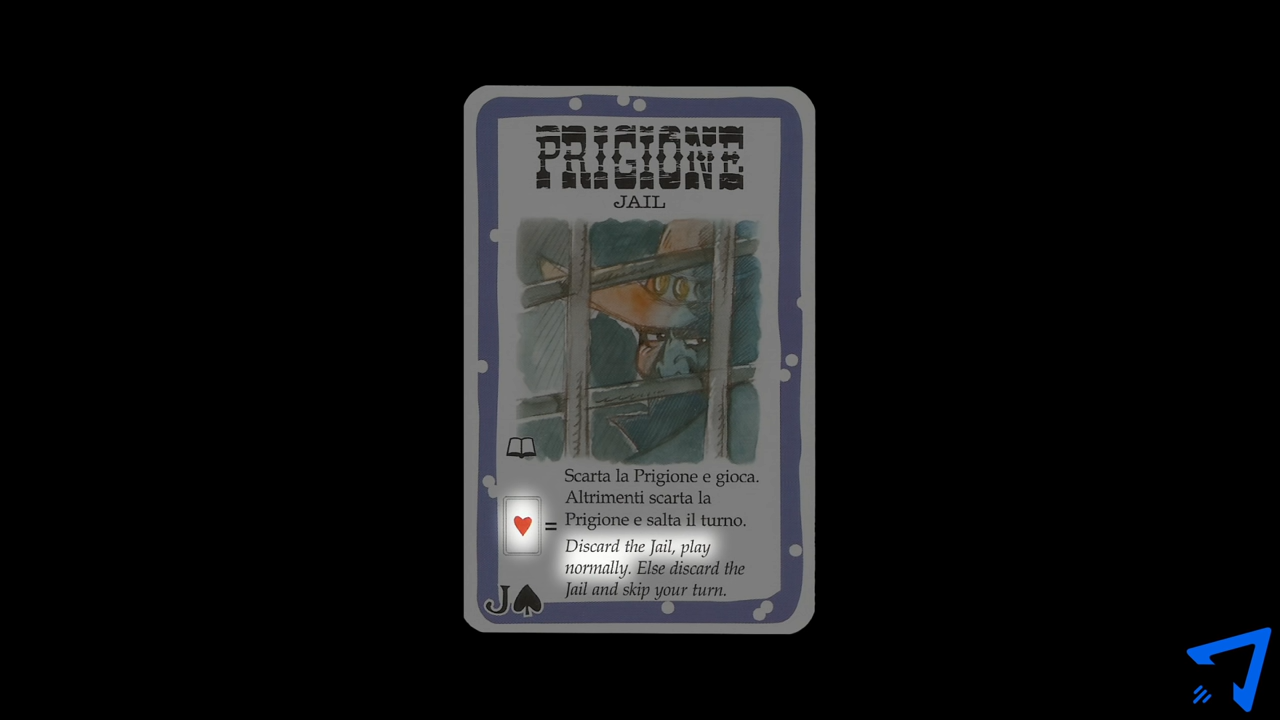 PRIGIONE
JAIL
Scarta la Prigione e gioca.
Altrimenti scarta la
Prigione e salta il turno.
=
Discard the Jail, play
normally. Else discard the
Jail and skip your turn.
J♠